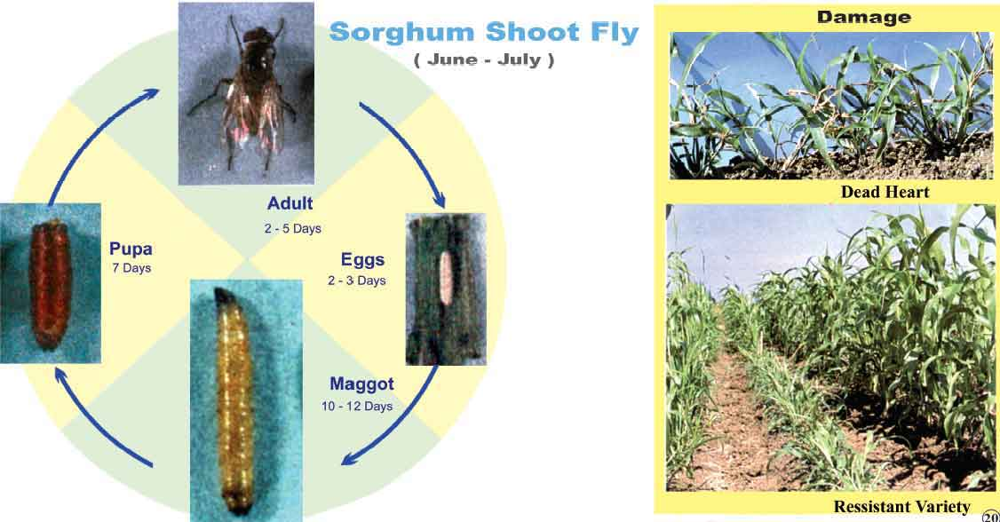 Sorghum Shoot Fly
( June - July )
Adult
2 - 5 Days
Eggs
2 - 3 Days
Maggot
10 - 12 Days
Pupa
7 Days
Damage
Dead Heart
Ressistant Variety
20